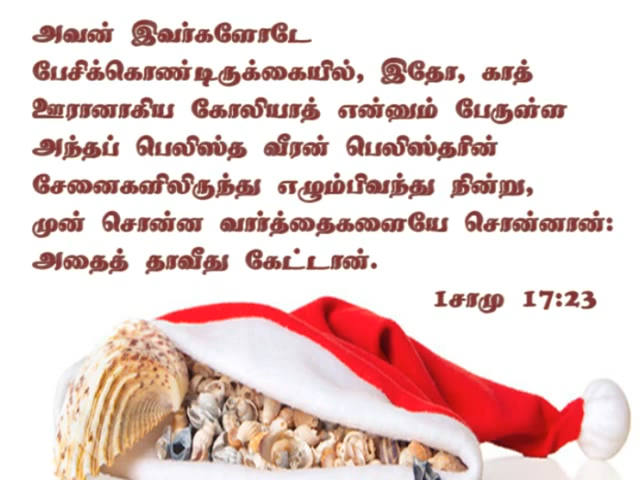 அவன் இவர்களோடே
பேசிக்கொண்டிருக்கையில், இதோ, காத்
ஊரானாகிய கோலியாத் என்னும் பேருள்ள
அந்தப் பெலிஸ்த வீரன் பெலிஸ்தரின்
சேனைகளிலிருந்து எழும்பிவந்து நின்று,
முன் சொன்ன வார்த்தைகளையே சொன்னான்:
அதைத் தாவீது கேட்டான்.
1சாமு 17:23